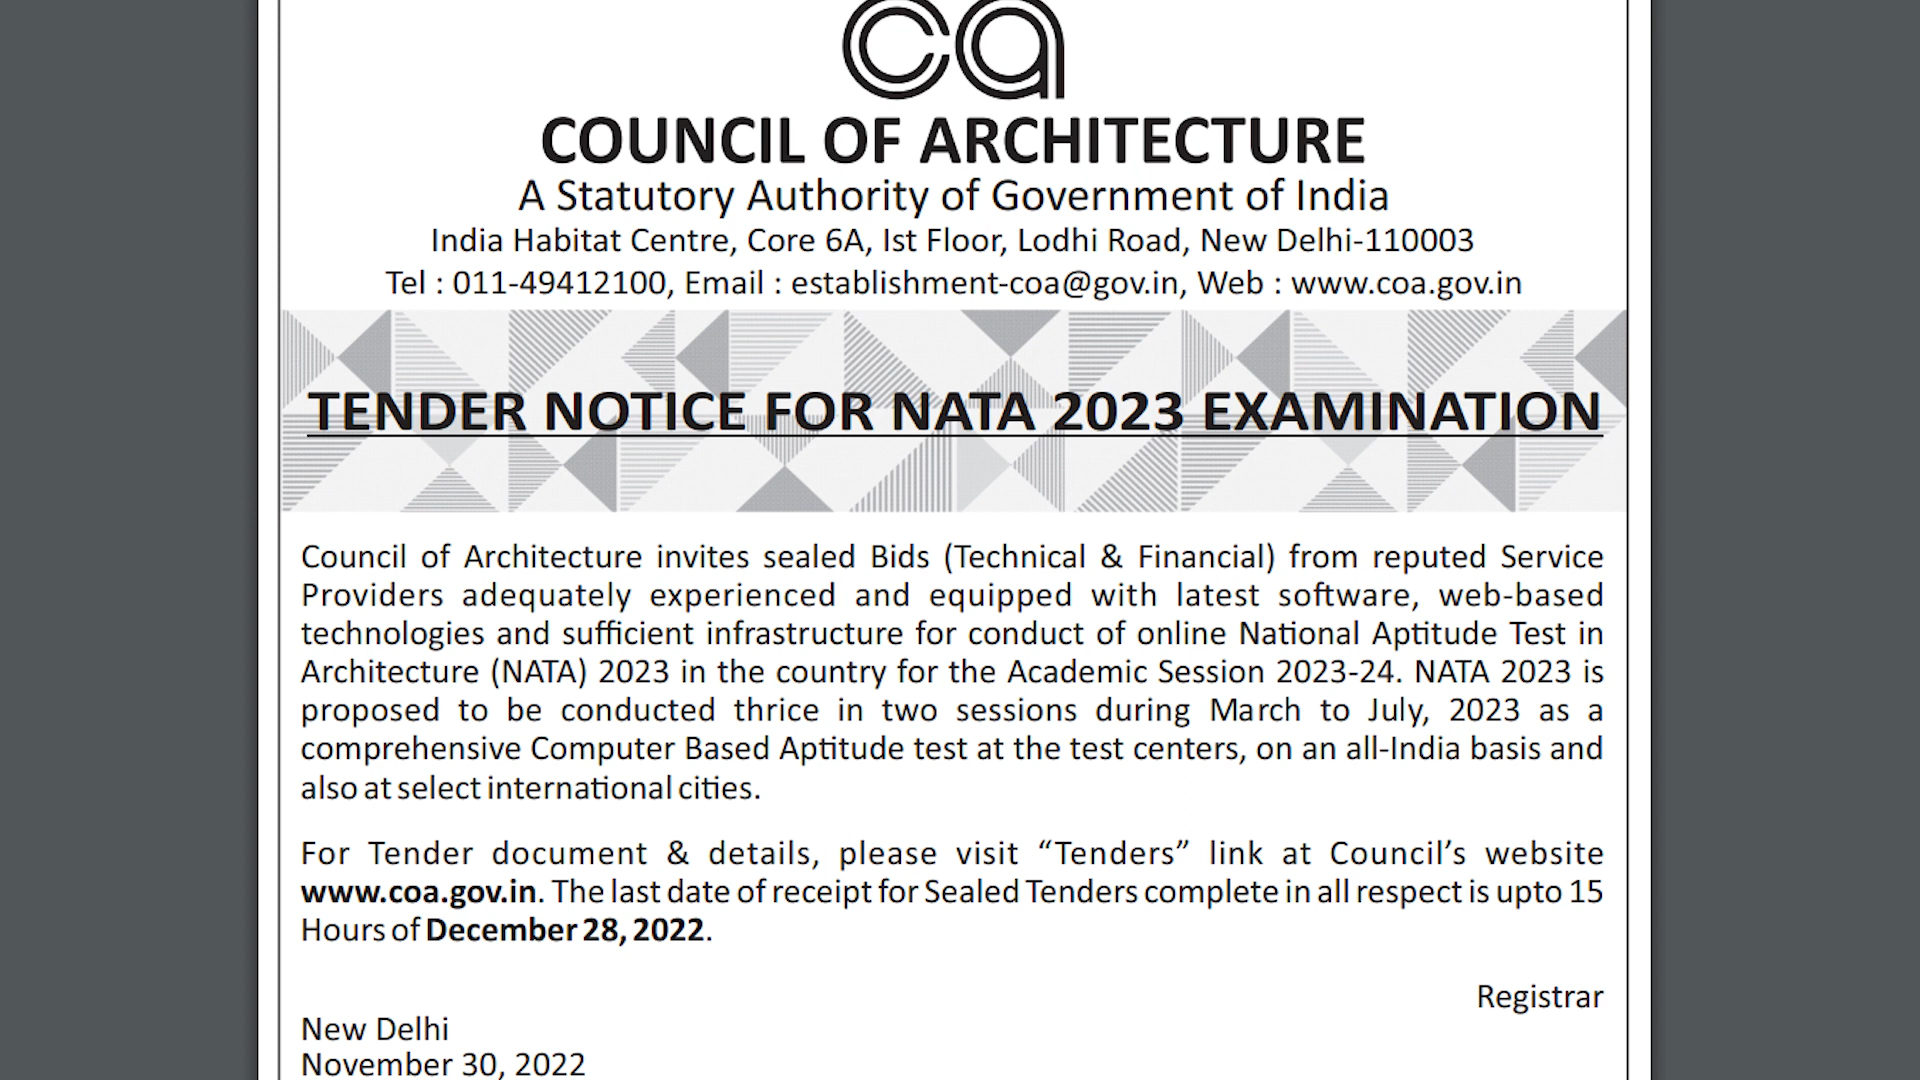 ca
COUNCIL OF ARCHITECTURE
A Statutory Authority of Government of India
India Habitat Centre, Core 6A, Ist Floor, Lodhi Road, New Delhi-110003
Tel : 011-49412100, Email : establishment-coa@gov.in, Web : www.coa.gov.in
TENDER NOTICE FOR NATA 2023 EXAMINATION
Council of Architecture invites sealed Bids (Technical & Financial) from reputed Service
Providers adequately experienced and equipped with latest software, web-based
technologies and sufficient infrastructure for conduct of online National Aptitude Test in
Architecture (NATA) 2023 in the country for the Academic Session 2023-24. NATA 2023 is
proposed to be conducted thrice in two sessions during March to July, 2023 as a
comprehensive Computer Based Aptitude test at the test centers, on an all-India basis and
also at select international cities.
For Tender document & details, please visit “Tenders” link at Council’s website
www.coa.gov.in. The last date of receipt for Sealed Tenders complete in all respect is upto 15
Hours of December 28, 2022.
Registrar
New Delhi
November 30, 2022